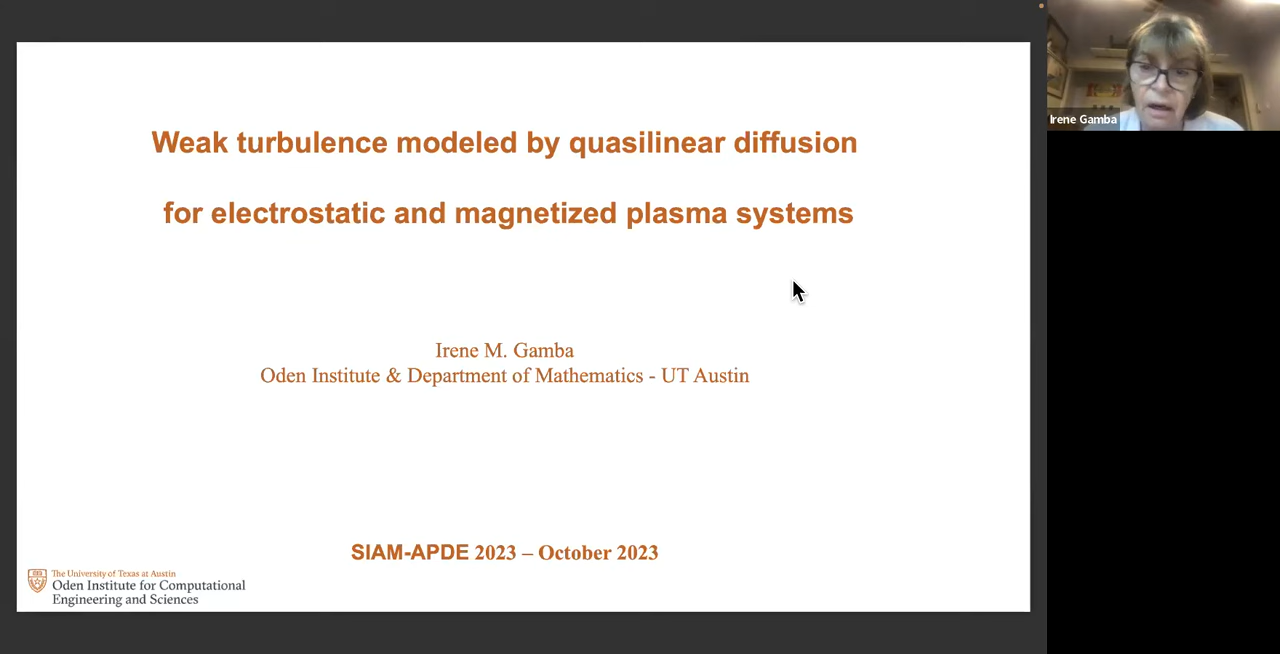 Weak turbulence modeled by quasilinear diffusion
for electrostatic and magnetized plasma systems
Irene M. Gamba
Oden Institute & Department of Mathematics - UT Austin
SIAM-APDE 2023 – October 2023
The University of Texas at Austin
Oden Institute for Computational
Engineering and Sciences
Irene Gamba